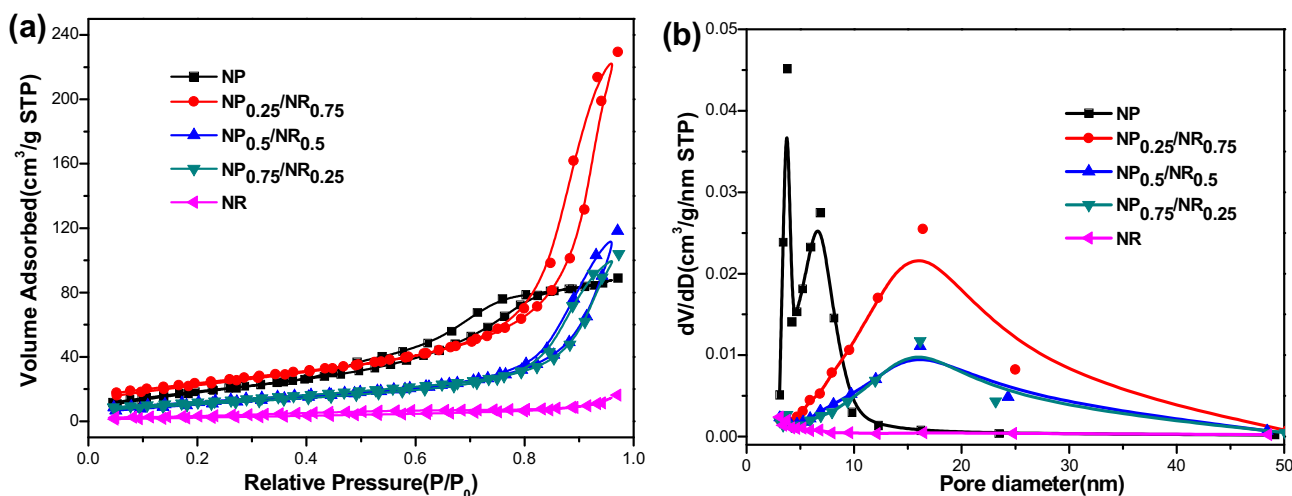 (a)
240
200
160
120
80
40
0
Volume Adsorbed(cm³/g STP)
NP
NP₀.₂₅/NR₀.₇₅
NP₀.₅/NR₀.₅
NP₀.₇₅/NR₀.₂₅
NR
0.0 0.2 0.4 0.6 0.8 1.0
Relative Pressure(P/P₀)
(b)
0.05
0.04
0.03
0.02
0.01
0.00
dV/dD(cm³/g/nm STP)
NP
NP₀.₂₅/NR₀.₇₅
NP₀.₅/NR₀.₅
NP₀.₇₅/NR₀.₂₅
NR
0 10 20 30 40 50
Pore diameter(nm)